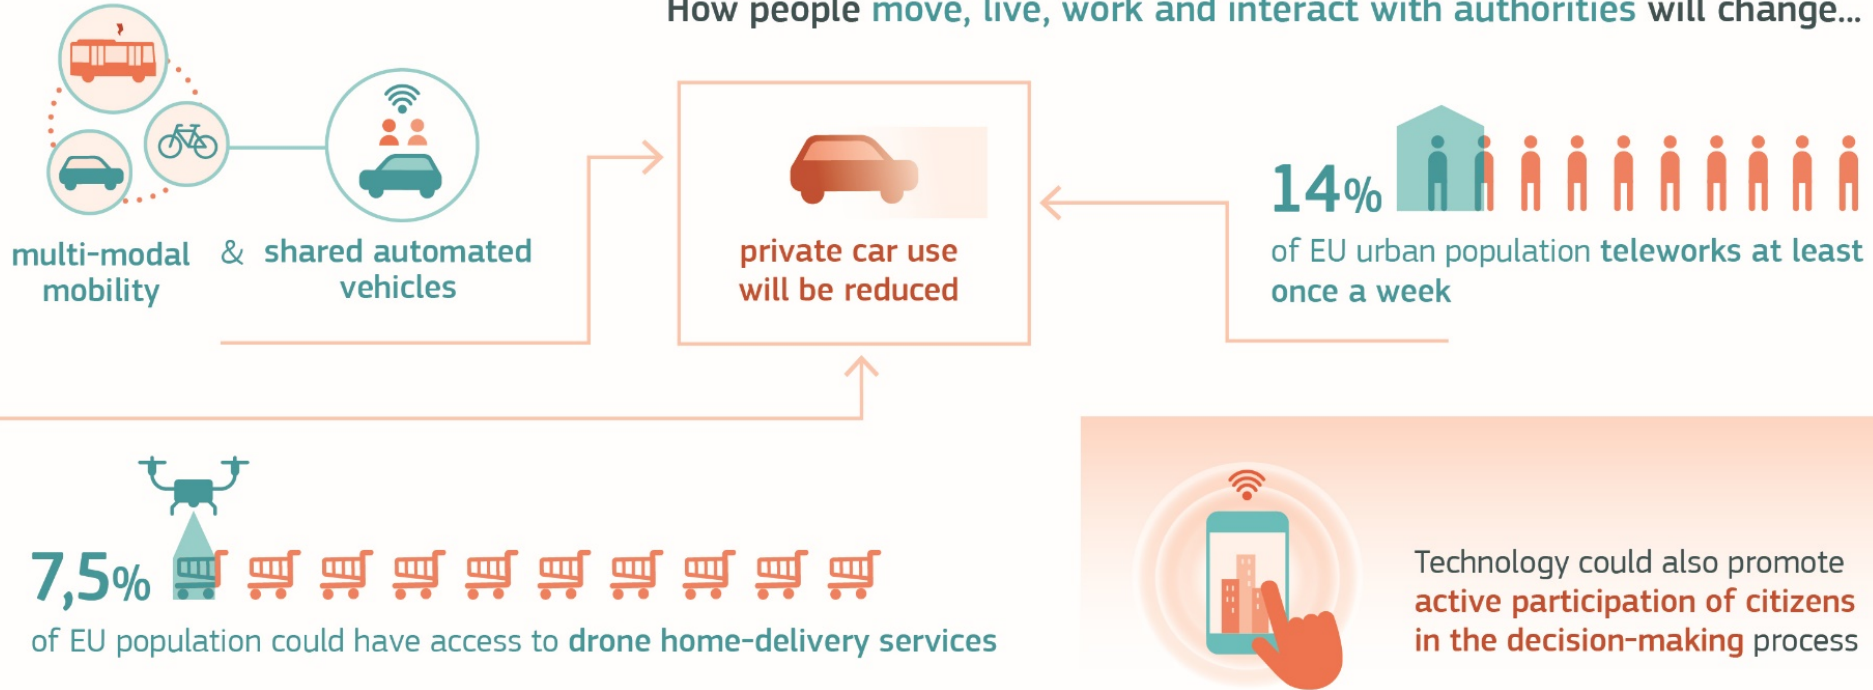 How people move, live, work and interact with authorities will change...
multi-modal
mobility
&
shared automated
vehicles
private car use
will be reduced
14%
of EU urban population teleworks at least
once a week
7,5%
of EU population could have access to drone home-delivery services
Technology could also promote
active participation of citizens
in the decision-making process